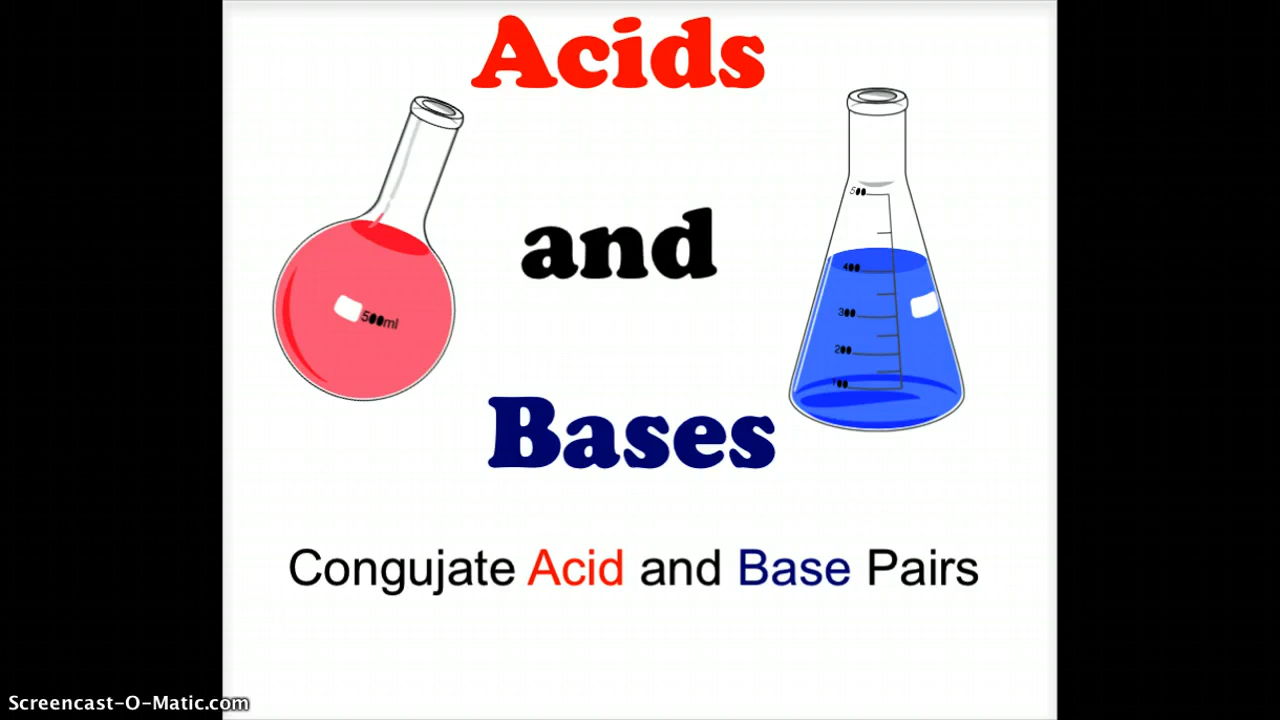 Acids
and
Bases
500ml
500
400
300
200
100
Congujate Acid and Base Pairs
Screencast-O-Matic.com